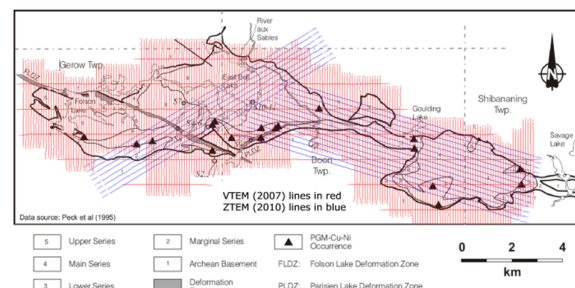 River
aux
Sables
Gerow Twp.
FLDZ
Folson
Lake
East Bull
Lake
Shibananing
Twp.
Goulding
Lake
Savage
Lake
Boon
Twp.
PLDZ
N
VTEM (2007) lines in red
ZTEM (2010) lines in blue
Data source: Peck et al (1995)
5 Upper Series
2 Marginal Series
PGM-Cu-Ni
Occurrence
4 Main Series
1 Archean Basement
FLDZ: Folson Lake Deformation Zone
3 Lower Series
Deformation
PLDZ: Parisien Lake Deformation Zone
0 2 4
km